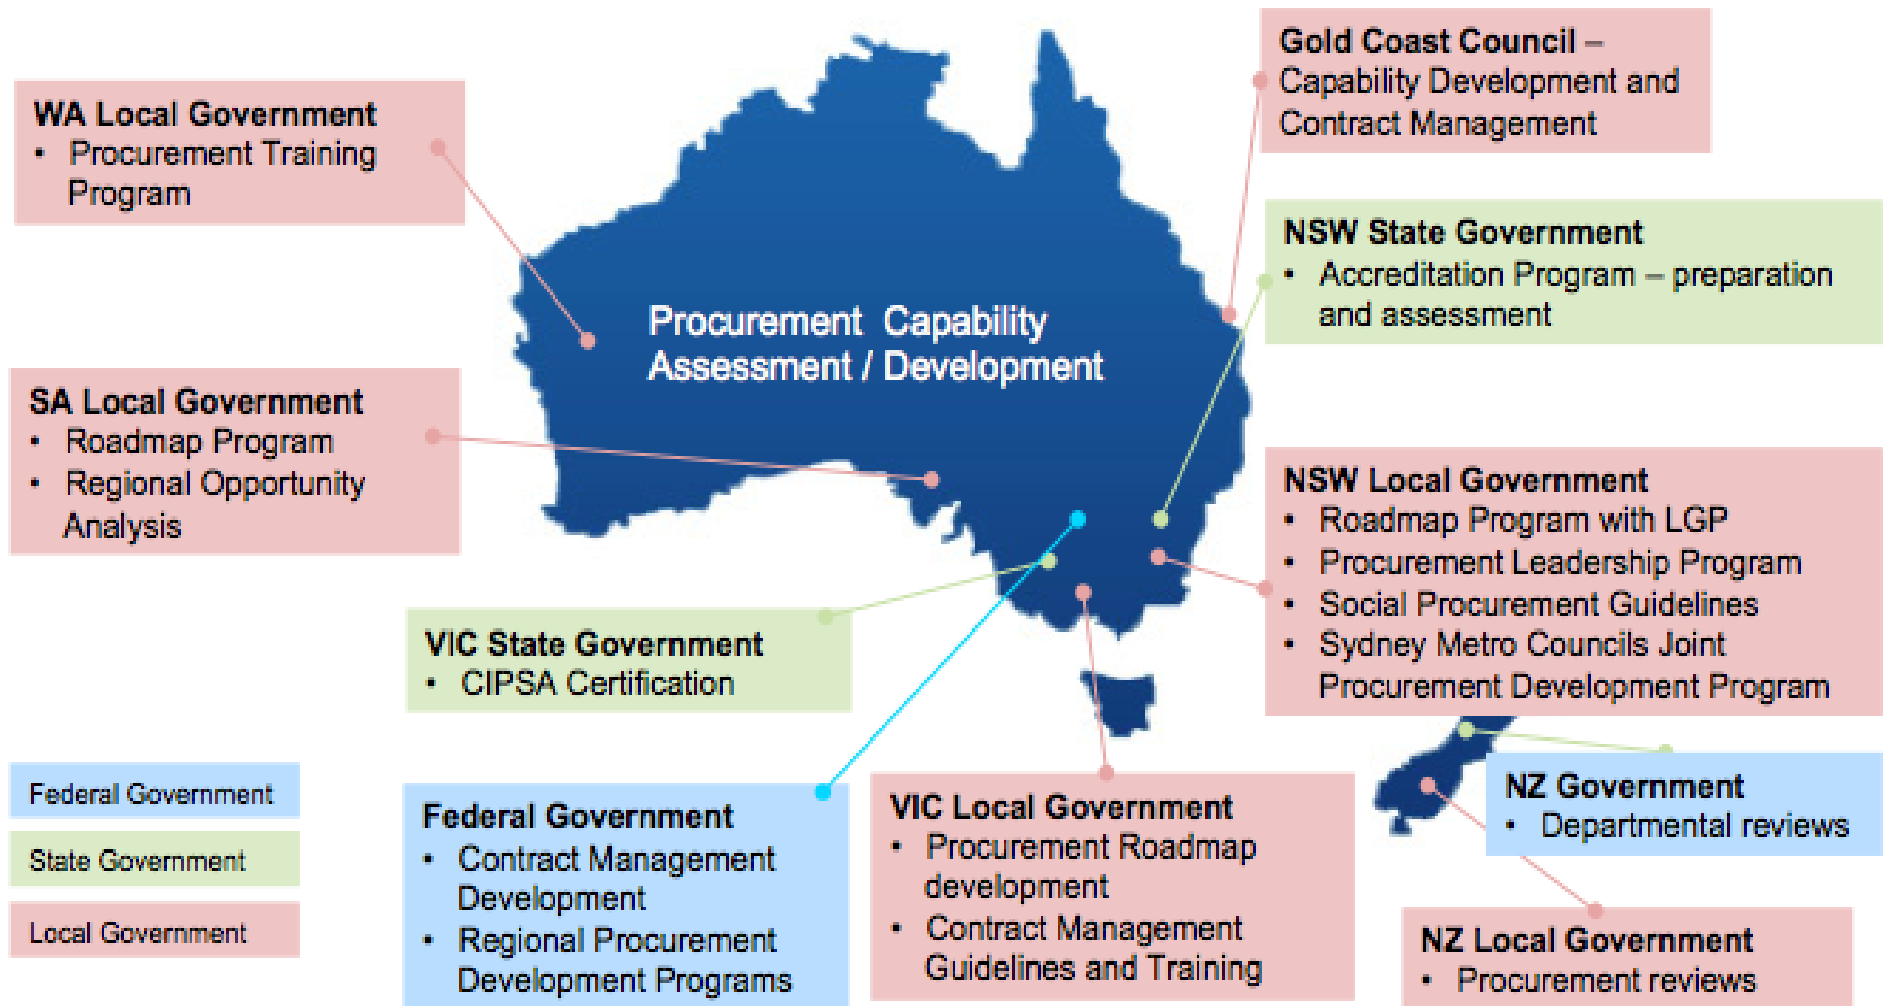 Gold Coast Council –
Capability Development and
Contract Management
WA Local Government
• Procurement Training
Program
NSW State Government
• Accreditation Program – preparation
and assessment
Procurement Capability
Assessment / Development
SA Local Government
• Roadmap Program
• Regional Opportunity
Analysis
NSW Local Government
• Roadmap Program with LGP
• Procurement Leadership Program
• Social Procurement Guidelines
• Sydney Metro Councils Joint
Procurement Development Program
VIC State Government
• CIPSA Certification
Federal Government
State Government
Local Government
Federal Government
• Contract Management
Development
• Regional Procurement
Development Programs
VIC Local Government
• Procurement Roadmap
development
• Contract Management
Guidelines and Training
NZ Government
• Departmental reviews
NZ Local Government
• Procurement reviews